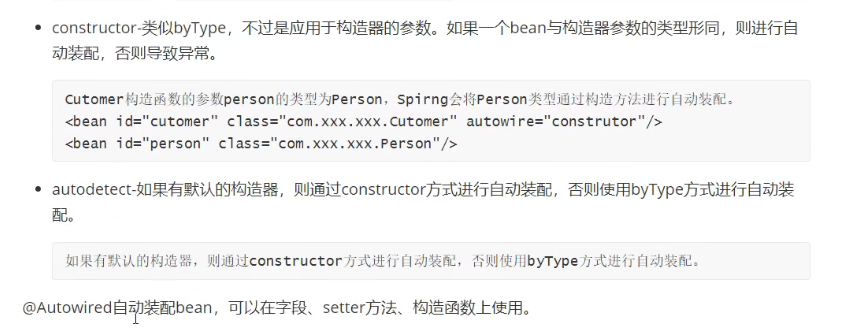 constructor-类似byType，不过是应用于构造器的参数。如果一个bean与构造器参数的类型形同，则进行自
动装配，否则导致异常。
Cutomer构造函数的参数person的类型为Person，Spirng会将Person类型通过构造方法进行自动装配。
<bean id="cutomer" class="com.xxx.xxx.Cutomer" autowire="construtor"/>
<bean id="person" class="com.xxx.xxx.Person"/>
autodetect-如果有默认的构造器，则通过constructor方式进行自动装配，否则使用byType方式进行自动装
配。
如果有默认的构造器，则通过constructor方式进行自动装配，否则使用byType方式进行自动装配。
@Autowired自动装配bean，可以在字段、setter方法、构造函数上使用。